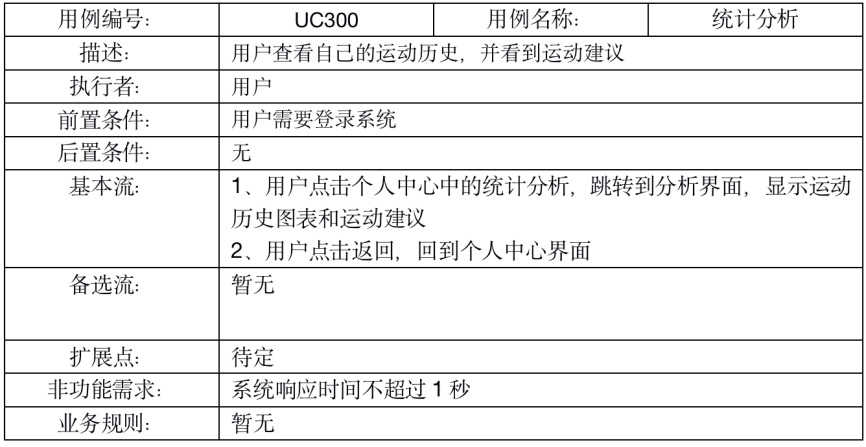 用例编号： UC300 用例名称： 统计分析
描述： 用户查看自己的运动历史，并看到运动建议
执行者： 用户
前置条件： 用户需要登录系统
后置条件： 无
基本流： 1、用户点击个人中心中的统计分析，跳转到分析界面，显示运动
历史图表和运动建议
2、用户点击返回，回到个人中心界面
备选流： 暂无
扩展点： 待定
非功能需求： 系统响应时间不超过 1 秒
业务规则： 暂无